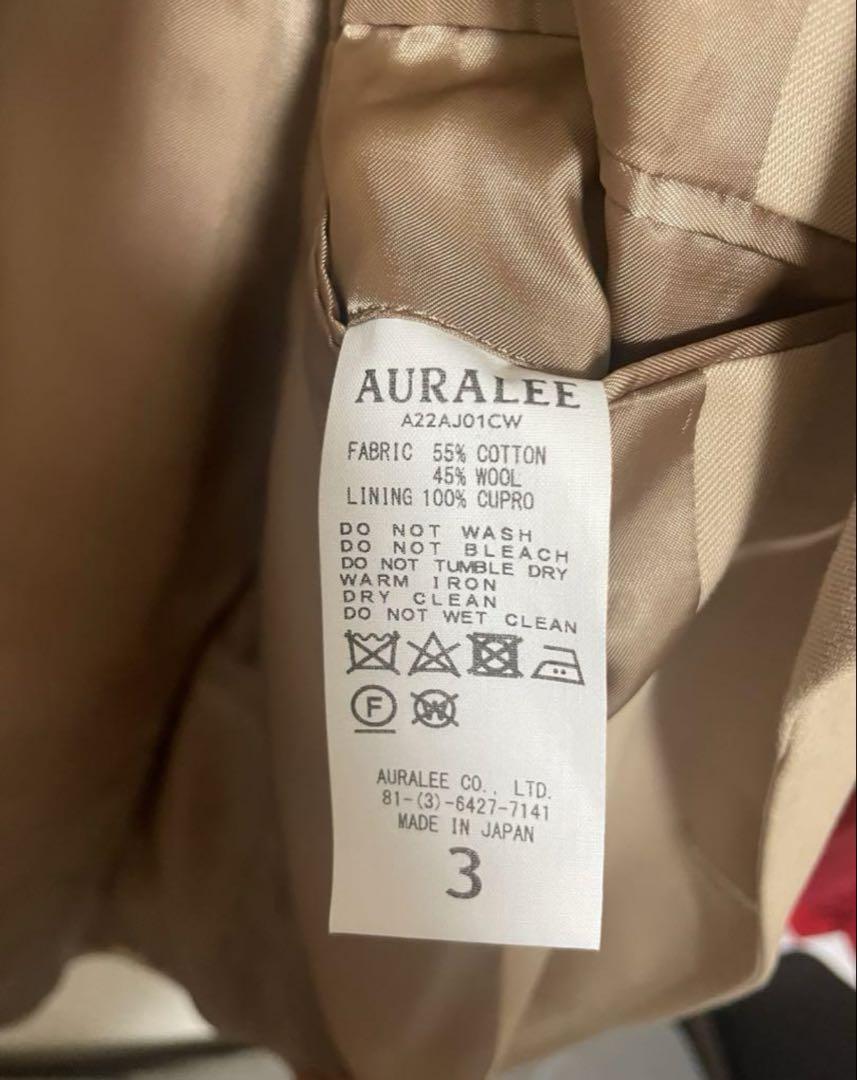 AURALEE
A22AJ01CW
FABRIC 55% COTTON
45% WOOL
LINING 100% CUPRO
DO NOT WASH
DO NOT BLEACH
DO NOT TUMBLE DRY
WARM IRON
DRY CLEAN
DO NOT WET CLEAN
F W
AURALEE CO., LTD.
81-(3)-6427-7141
MADE IN JAPAN
3